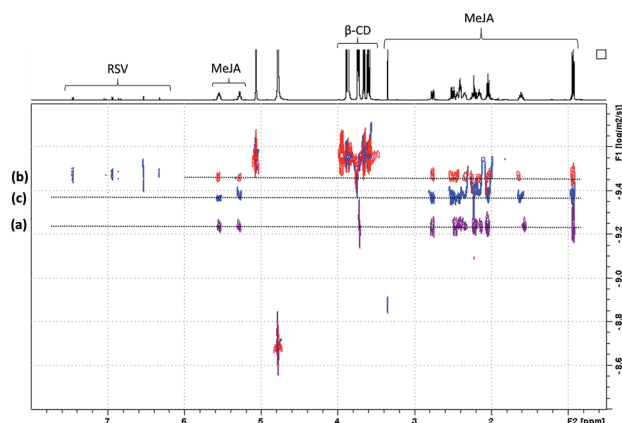 MeJA
β-CD
RSV
MeJA
F1 [log(m2/s)]
(b)
- 9.4
(c)
(a)
- 9.2
- 9.0
- 8.8
- 8.6
7 6 5 4 3 2 F2 [ppm]